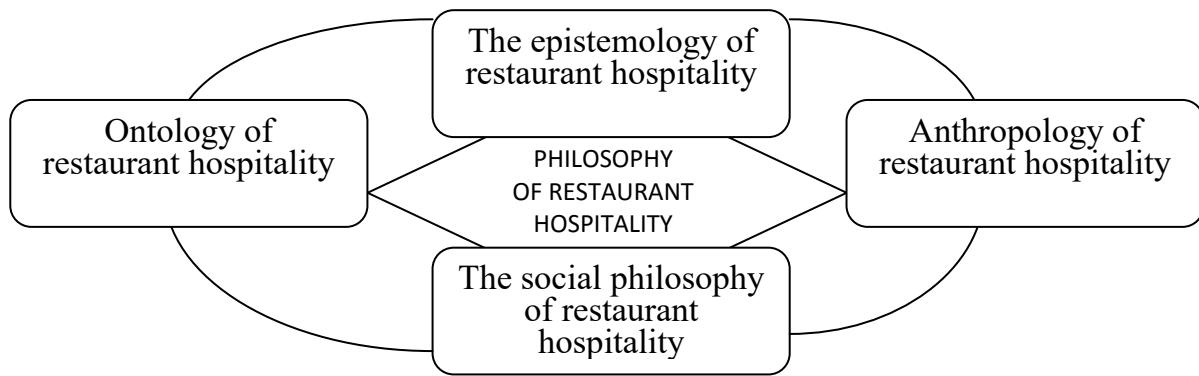 The epistemology of
restaurant hospitality
Ontology of
restaurant hospitality
Anthropology of
restaurant hospitality
PHILOSOPHY
OF RESTAURANT
HOSPITALITY
The social philosophy
of restaurant
hospitality